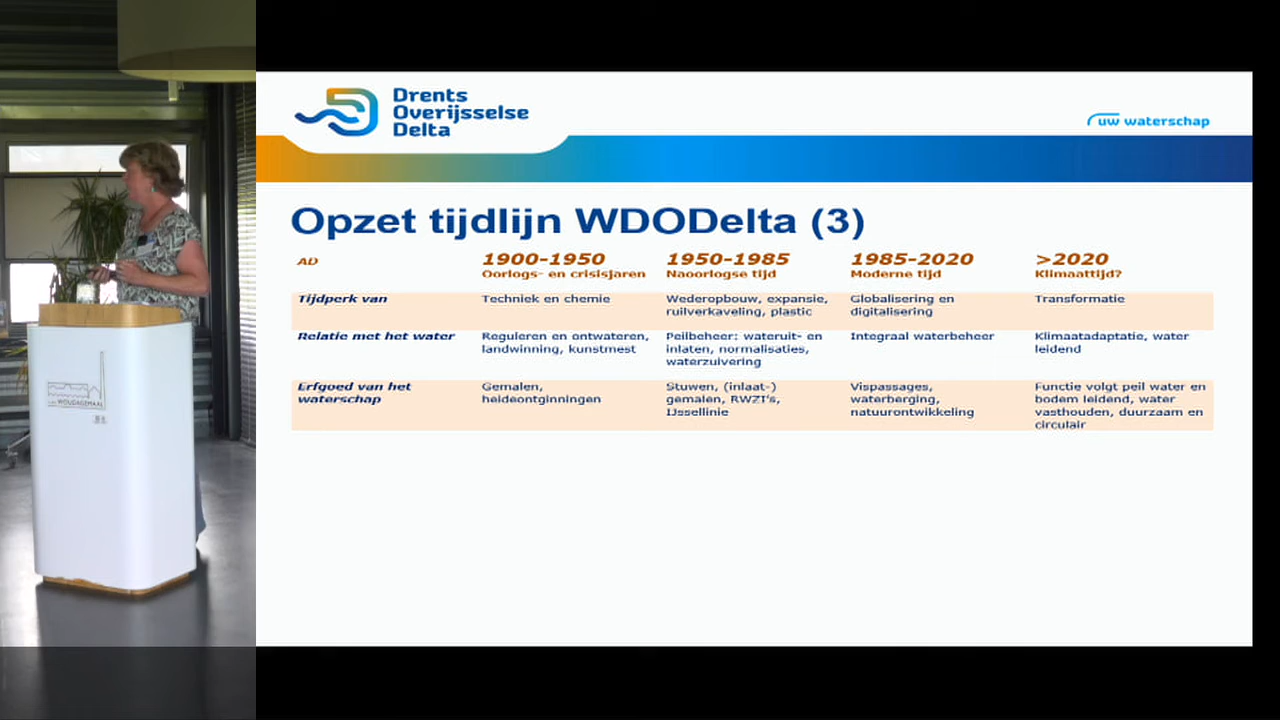 Drents
Overijsselse
Delta
uw waterschap
Opzet tijdlijn WDODelta (3)
AD
1900-1950
Oorlogs- en crisisjaren
1950-1985
Naoorlogse tijd
1985-2020
Moderne tijd
>2020
Klimaattijd?
Tijdperk van
Techniek en chemie
Wederopbouw, expansie,
ruilverkaveling, plastic
Globalisering en
digitalisering
Transformatie
Relatie met het water
Reguleren en ontwateren,
landwinning, kunstmest
Peilbeheer: wateruit- en
inlaten, normalisaties,
waterzuivering
Integraal waterbeheer
Klimaatadaptatie, water
leidend
Erfgoed van het
waterschap
Gemalen,
heideontginningen
Stuwen, (inlaat-)
gemalen, RWZI's,
IJssellinie
Vispassages,
waterberging,
natuurontwikkeling
Functie volgt peil water en
bodem leidend, water
vasthouden, duurzaam en
circulair
WOUDAGEMAAL